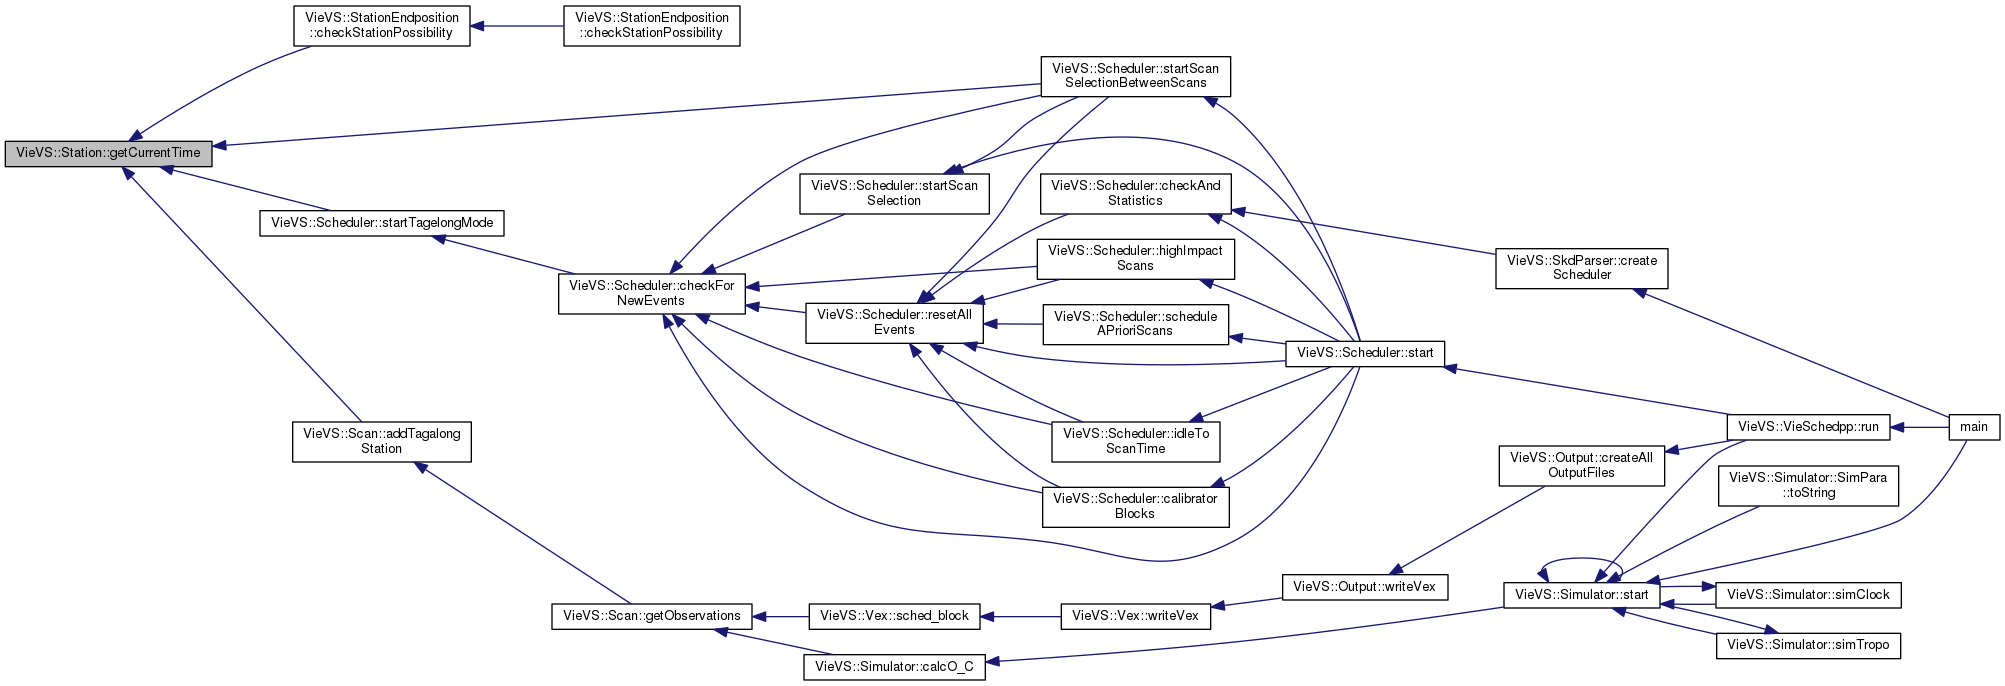 VieVS::StationEndposition
::checkStationPossibility
VieVS::StationEndposition
::checkStationPossibility
VieVS::Station::getCurrentTime
VieVS::Scheduler::startTagelongMode
VieVS::Scan::addTagalong
Station
VieVS::Scheduler::checkFor
NewEvents
VieVS::Scan::getObservations
VieVS::Scheduler::startScan
Selection
VieVS::Scheduler::resetAll
Events
VieVS::Vex::sched_block
VieVS::Simulator::calcO_C
VieVS::Scheduler::startScan
SelectionBetweenScans
VieVS::Scheduler::checkAnd
Statistics
VieVS::Scheduler::highImpact
Scans
VieVS::Scheduler::schedule
APrioriScans
VieVS::Scheduler::idleTo
ScanTime
VieVS::Scheduler::calibrator
Blocks
VieVS::Vex::writeVex
VieVS::Scheduler::start
VieVS::Output::writeVex
VieVS::SkdParser::create
Scheduler
VieVS::Output::createAll
OutputFiles
VieVS::Simulator::start
VieVS::VieSchedpp::run
VieVS::Simulator::SimPara
::toString
VieVS::Simulator::simClock
VieVS::Simulator::simTropo
main